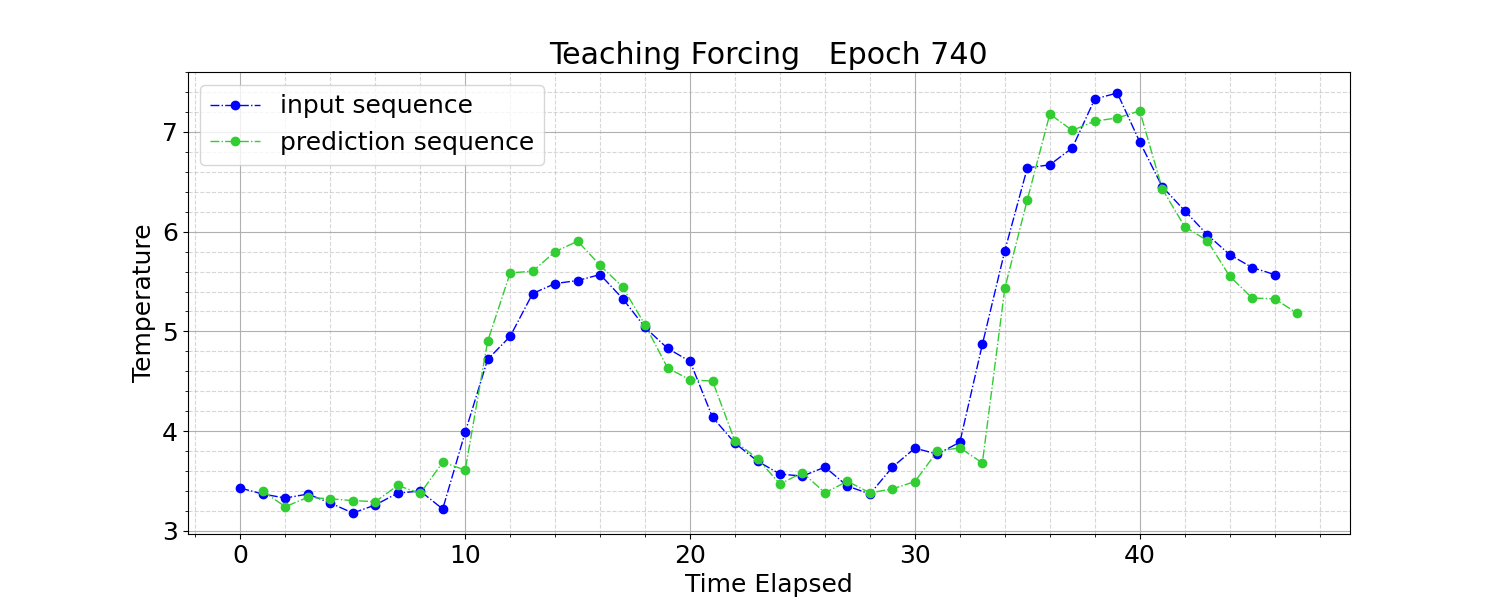 Teaching Forcing   Epoch 740
input sequence
prediction sequence
Temperature
7
6
5
4
3
0 10 20 30 40
Time Elapsed